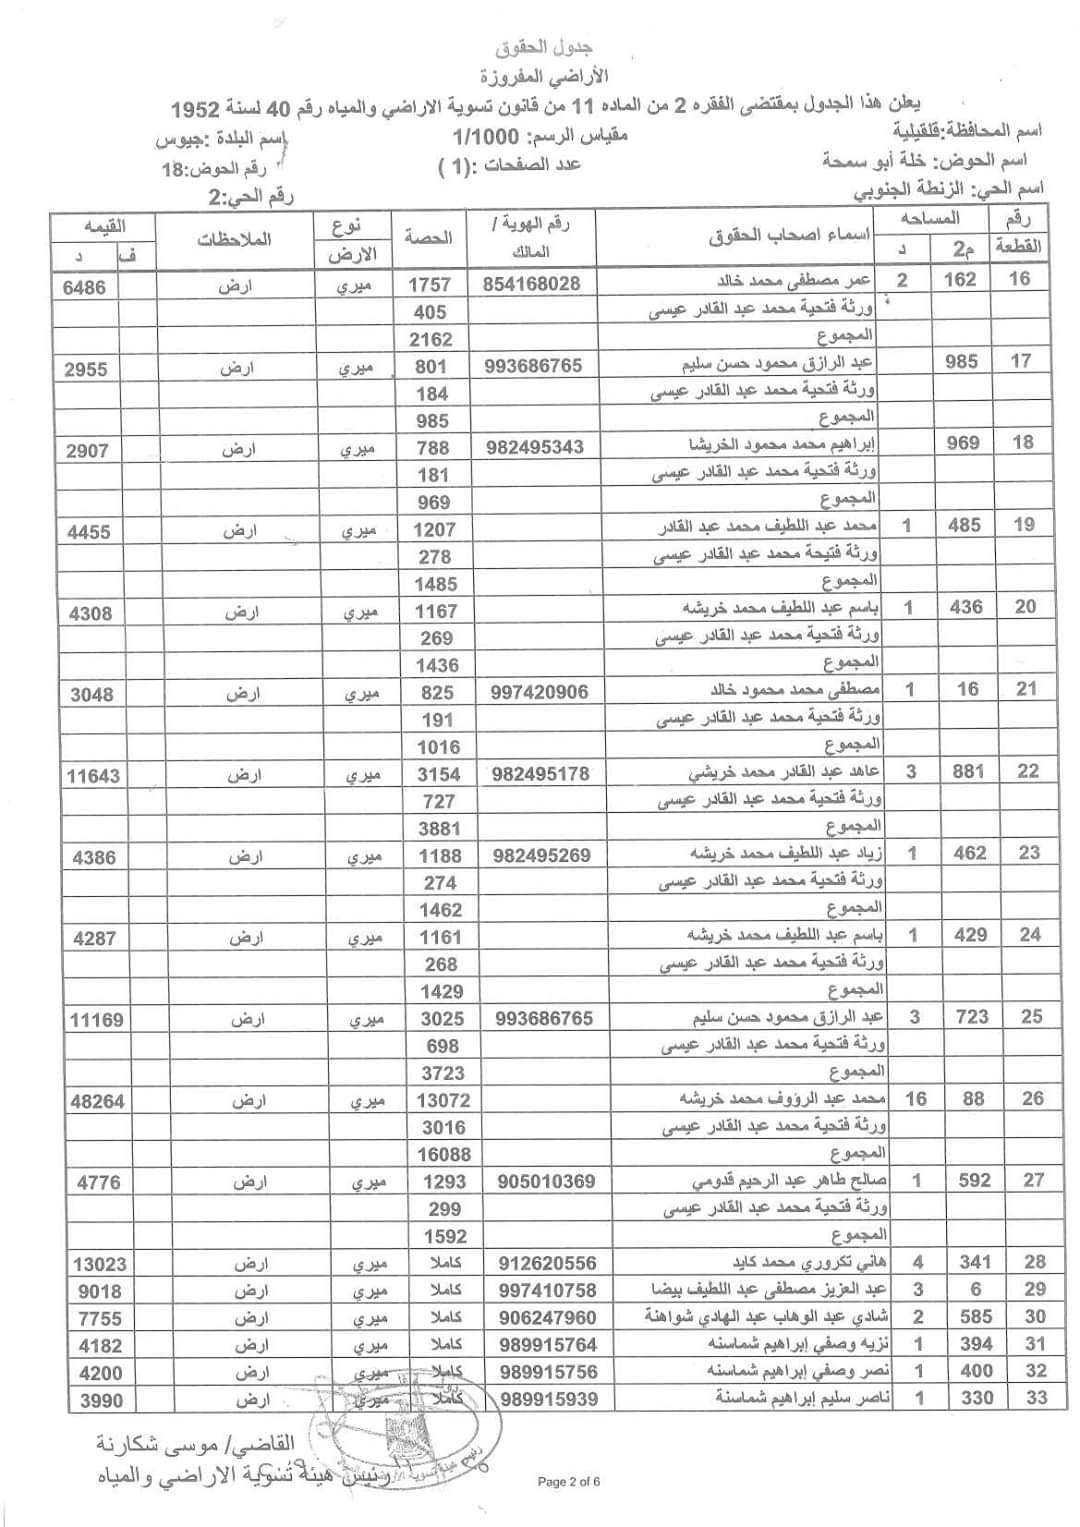 جدول الحقوق
الأراضي المفروزة
يعلن هذا الجدول بمقتضى الفقره 2 من الماده 11 من قانون تسوية الاراضي والمياه رقم 40 لسنة 1952
اسم المحافظة:قلقيلية مقياس الرسم: 1/1000 إسم البلدة :جيوس
اسم الحوض: خلة أبو سمحة عدد الصفحات :(1 ) رقم الحوض:18
اسم الحي: الزنطة الجنوبي رقم الحي:2
رقم المساحه اسماء اصحاب الحقوق رقم الهوية / الحصة نوع الملاحظات القيمه
القطعة م2 د المالك الارض ف د
16 162 2 عمر مصطفى محمد خالد 854168028 1757 ميري ارض 6486
ورثة فتحية محمد عبد القادر عيسى 405
المجموع 2162
17 985 عبد الرازق محمود حسن سليم 993686765 801 ميري ارض 2955
ورثة فتحية محمد عبد القادر عيسى 184
المجموع 985
18 969 إبراهيم محمد محمود الخريشا 982495343 788 ميري ارض 2907
ورثة فتحية محمد عبد القادر عيسى 181
المجموع 969
19 485 1 محمد عبد اللطيف محمد عبد القادر 1207 ميري ارض 4455
ورثة فتيحة محمد عبد القادر عيسى 278
المجموع 1485
20 436 1 باسم عبد اللطيف محمد خريشه 1167 ميري ارض 4308
ورثة فتحية محمد عبد القادر عيسى 269
المجموع 1436
21 16 1 مصطفى محمد محمود خالد 997420906 825 ميري ارض 3048
ورثة فتحية محمد عبد القادر عيسى 191
المجموع 1016
22 881 3 عاهد عبد القادر محمد خريشي 982495178 3154 ميري ارض 11643
ورثة فتحية محمد عبد القادر عيسى 727
المجموع 3881
23 462 1 زياد عبد اللطيف محمد خريشه 982495269 1188 ميري ارض 4386
ورثة فتحية محمد عبد القادر عيسى 274
المجموع 1462
24 429 1 باسم عبد اللطيف محمد خريشه 1161 ميري ارض 4287
ورثة فتحية محمد عبد القادر عيسى 268
المجموع 1429
25 723 3 عبد الرازق محمود حسن سليم 993686765 3025 ميري ارض 11169
ورثة فتحية محمد عبد القادر عيسى 698
المجموع 3723
26 88 16 محمد عبد الرؤوف محمد خريشه 13072 ميري ارض 48264
ورثة فتحية محمد عبد القادر عيسى 3016
المجموع 16088
27 592 1 صالح طاهر عبد الرحيم قدومي 905010369 1293 ميري ارض 4776
ورثة فتحية محمد عبد القادر عيسى 299
المجموع 1592
28 341 4 هاني تكروري محمد كايد 912620556 كاملا ميري ارض 13023
29 6 3 عبد العزيز مصطفى عبد اللطيف بيضا 997410758 كاملا ميري ارض 9018
30 585 2 شادي عبد الوهاب عبد الهادي شواهنة 906247960 كاملا ميري ارض 7755
31 394 1 نزيه وصفي إبراهيم شماسنه 989915764 كاملا ميري ارض 4182
32 400 1 نصر وصفي إبراهيم شماسنه 989915756 كاملا ميري ارض 4200
33 330 1 ناصر سليم إبراهيم شماسنة 989915939 كاملا ميري ارض 3990
القاضي/ موسى شكارنة
رئيس هيئة تسوية الاراضي والمياه
Page 2 of 6